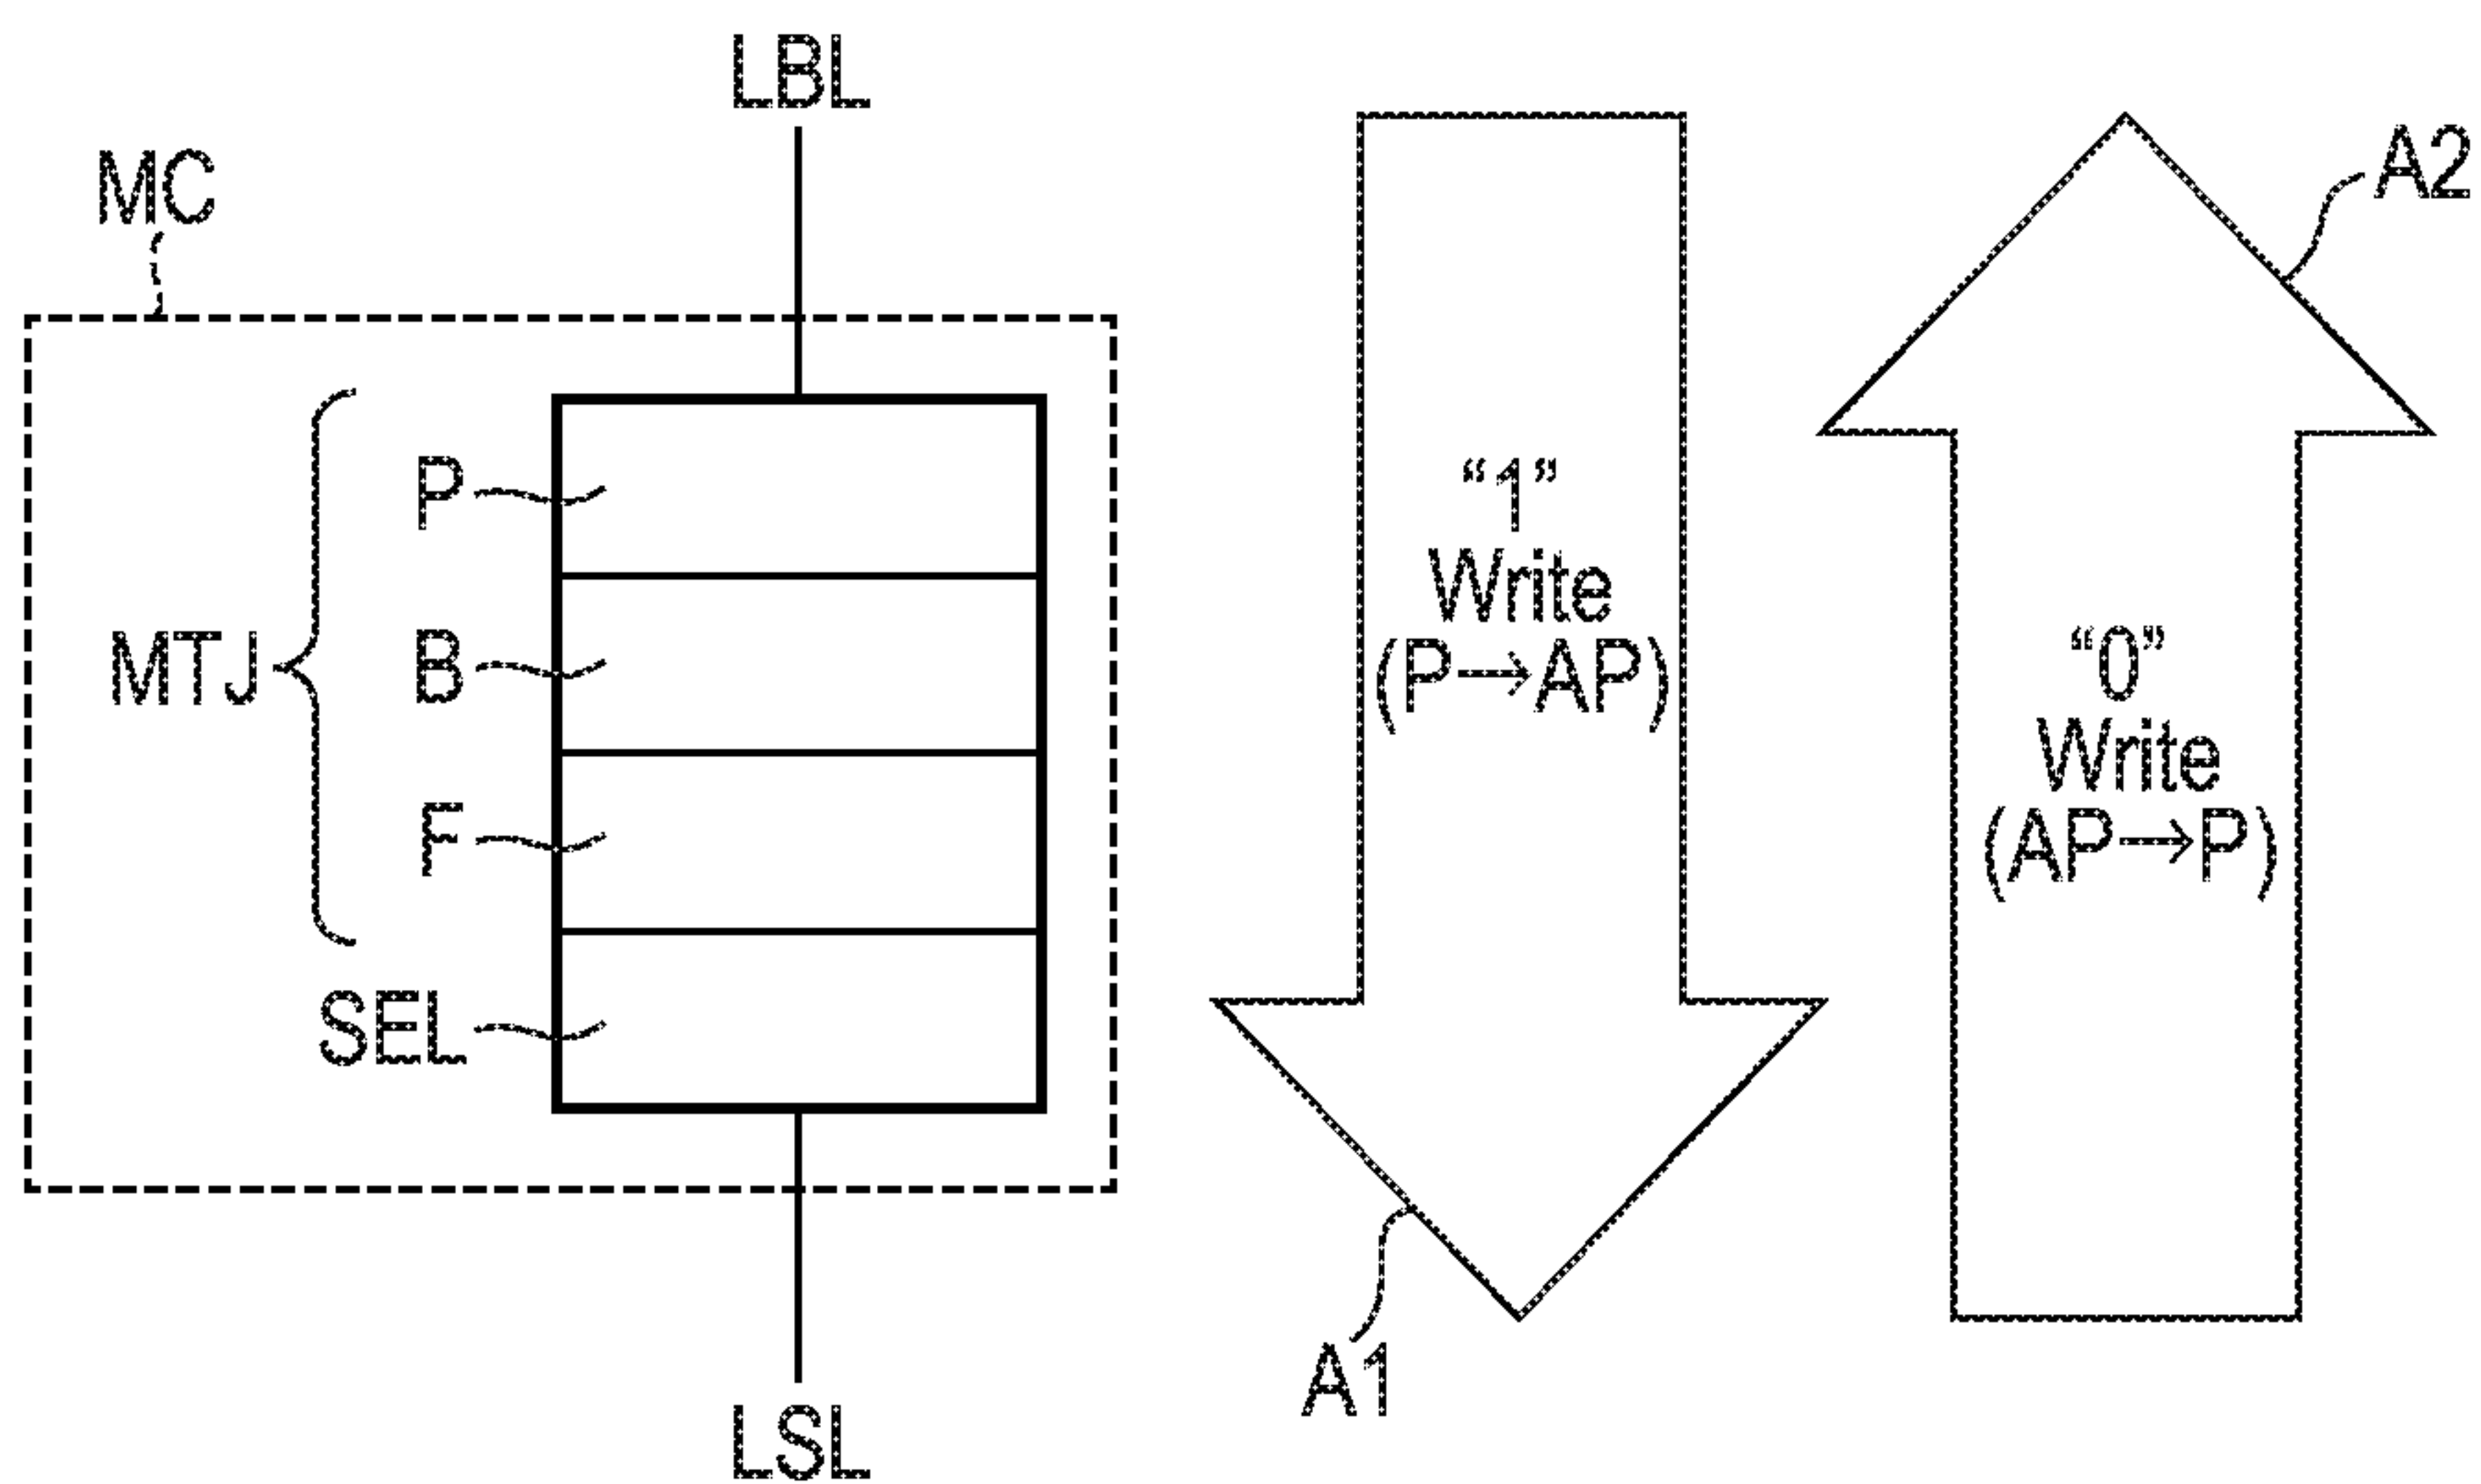 LBL
MC
MTJ
P
B
F
SEL
LSL
“1”
Write
(P→AP)
A1
“0”
Write
(AP→P)
A2